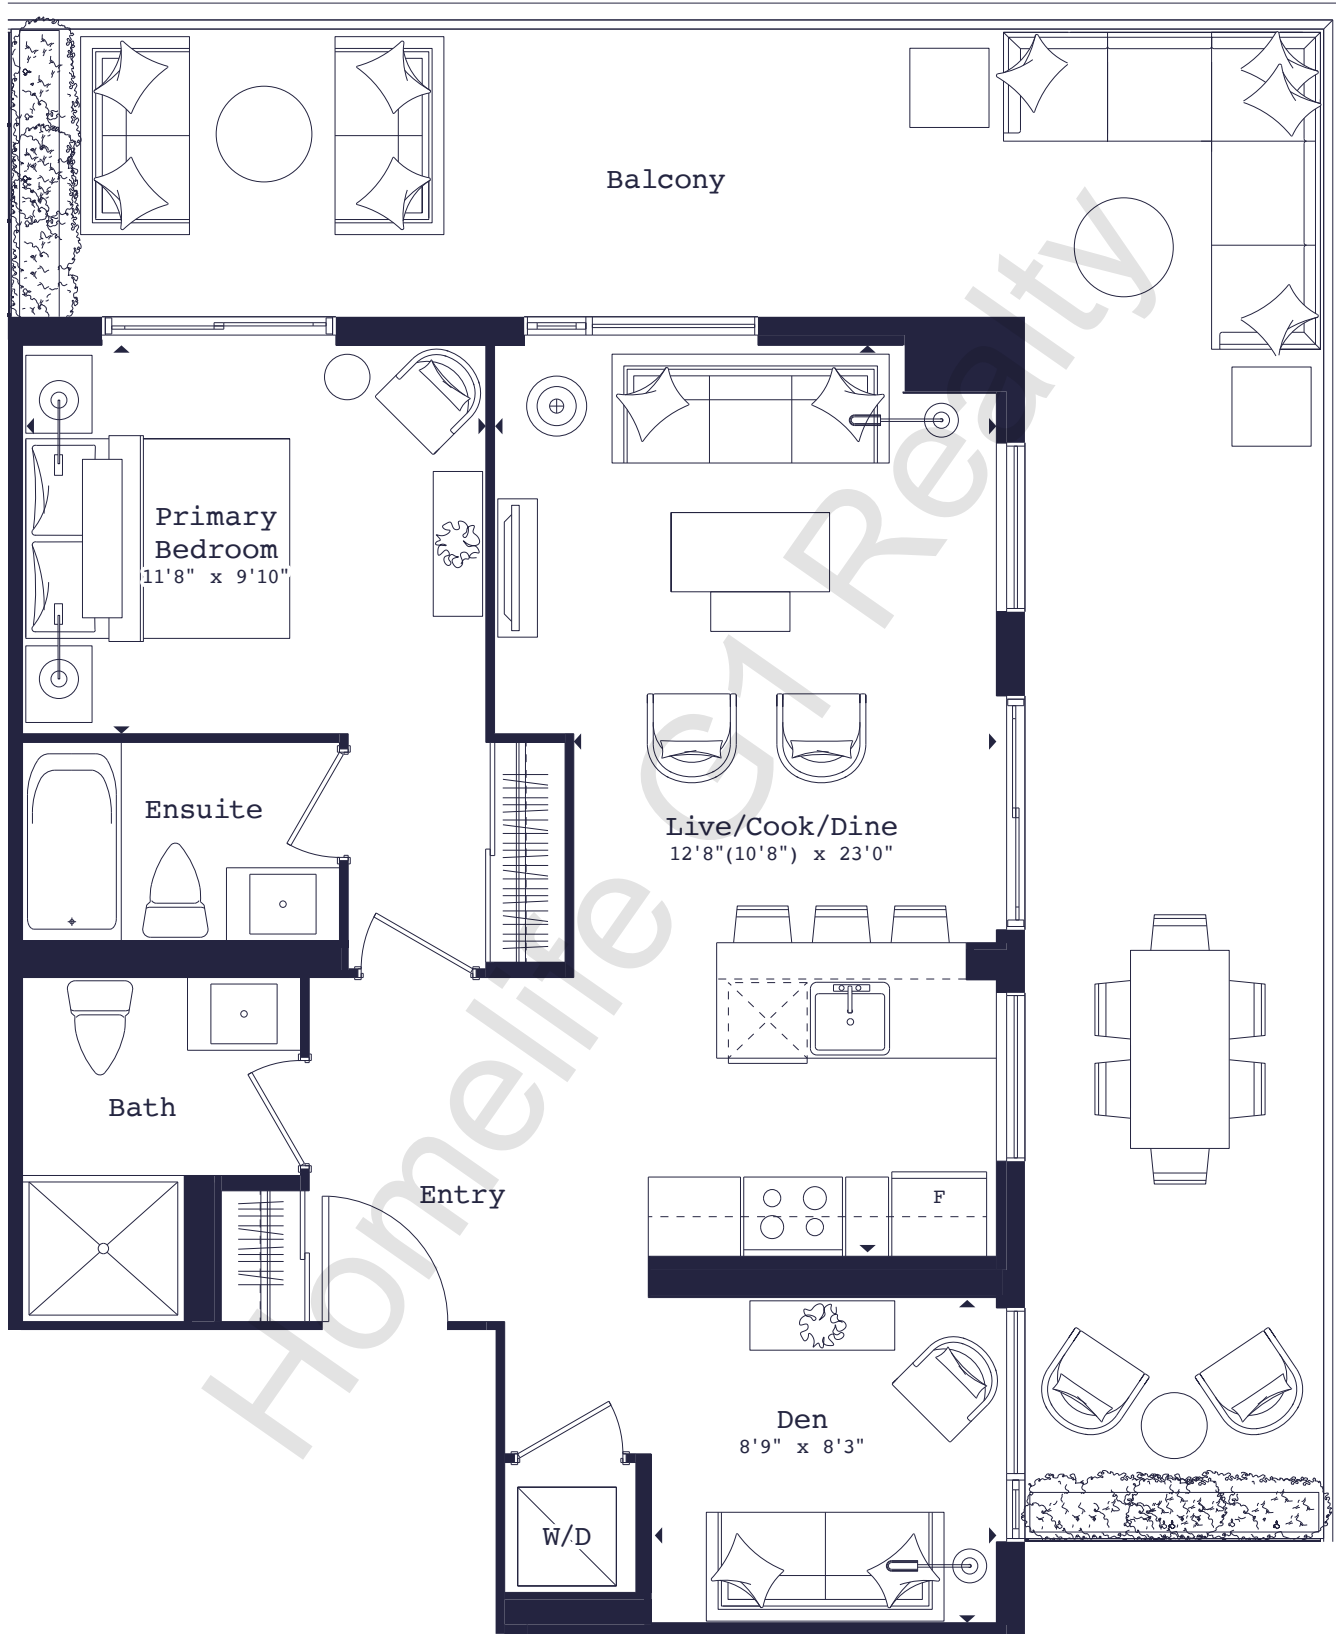 Balcony
Primary
Bedroom
11'8" x 9'10"
Ensuite
Live/Cook/Dine
12'8"(10'8") x 23'0"
Bath
Entry
F
Den
8'9" x 8'3"
W/D
Homelife G1 Realty